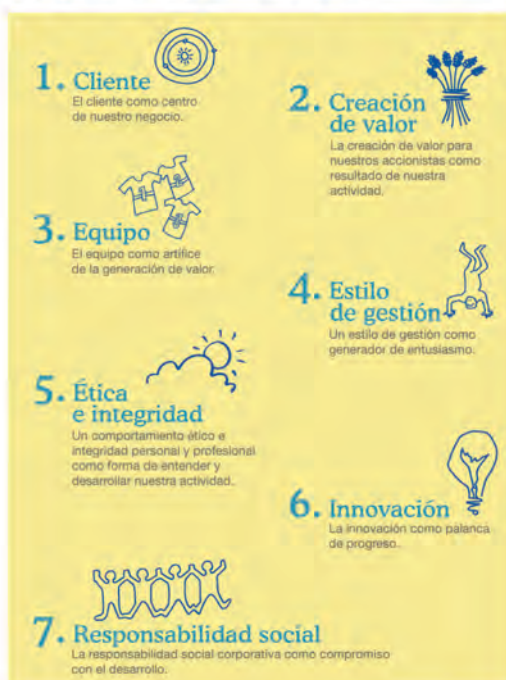 1. Cliente
El cliente como centro
de nuestro negocio.
2. Creación
de valor
La creación de valor para
nuestros accionistas como
resultado de nuestra
actividad.
3. Equipo
El equipo como artífice
de la generación de valor.
4. Estilo
de gestión
Un estilo de gestión como
generador de entusiasmo.
5. Ética
e integridad
Un comportamiento ético e
integridad personal y profesional
como forma de entender y
desarrollar nuestra actividad.
6. Innovación
La innovación como palanca
de progreso.
7. Responsabilidad social
La responsabilidad social corporativa como compromiso
con el desarrollo.